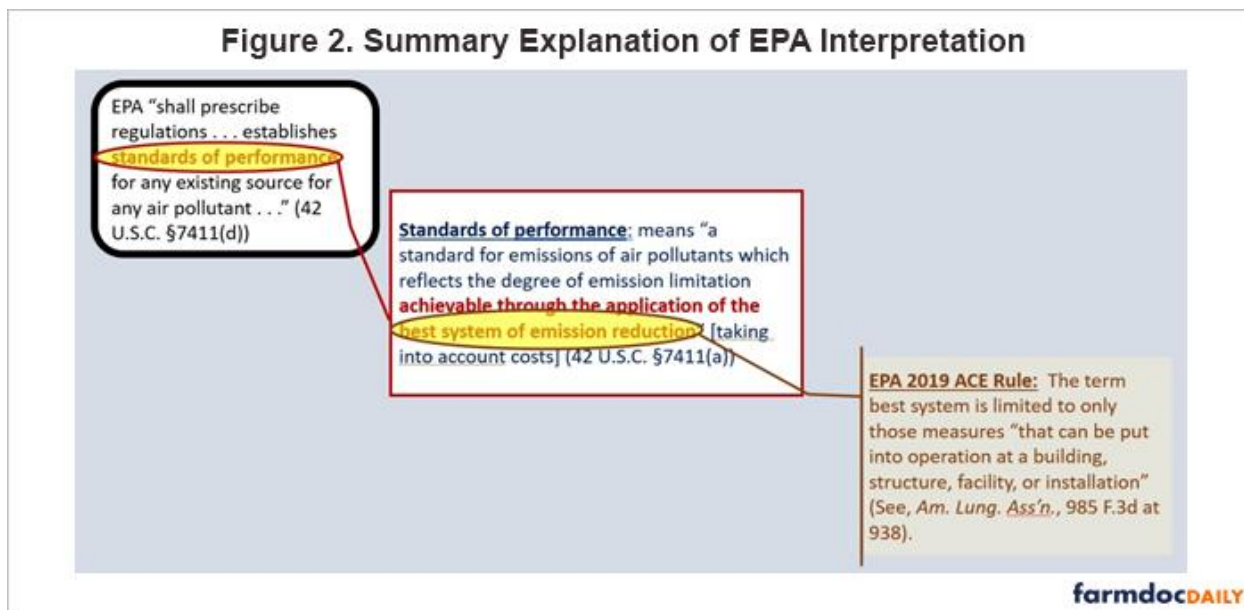 Figure 2. Summary Explanation of EPA Interpretation
EPA “shall prescribe
regulations . . . establishes
standards of performance
for any existing source for
any air pollutant . . .” (42
U.S.C. §7411(d))
Standards of performance: means “a
standard for emissions of air pollutants which
reflects the degree of emission limitation
achievable through the application of the
best system of emission reduction” [taking
into account costs] (42 U.S.C. §7411(a))
EPA 2019 ACE Rule: The term
best system is limited to only
those measures “that can be put
into operation at a building,
structure, facility, or installation”
(See, Am. Lung. Ass’n., 985 F.3d at
938).
farmdocDAILY